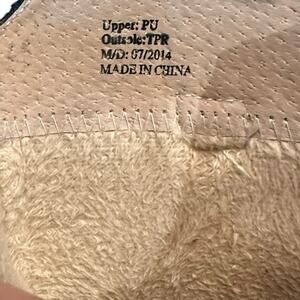 Upper: PU
Outsole:TPR
M/D: 07/2014
MADE IN CHINA